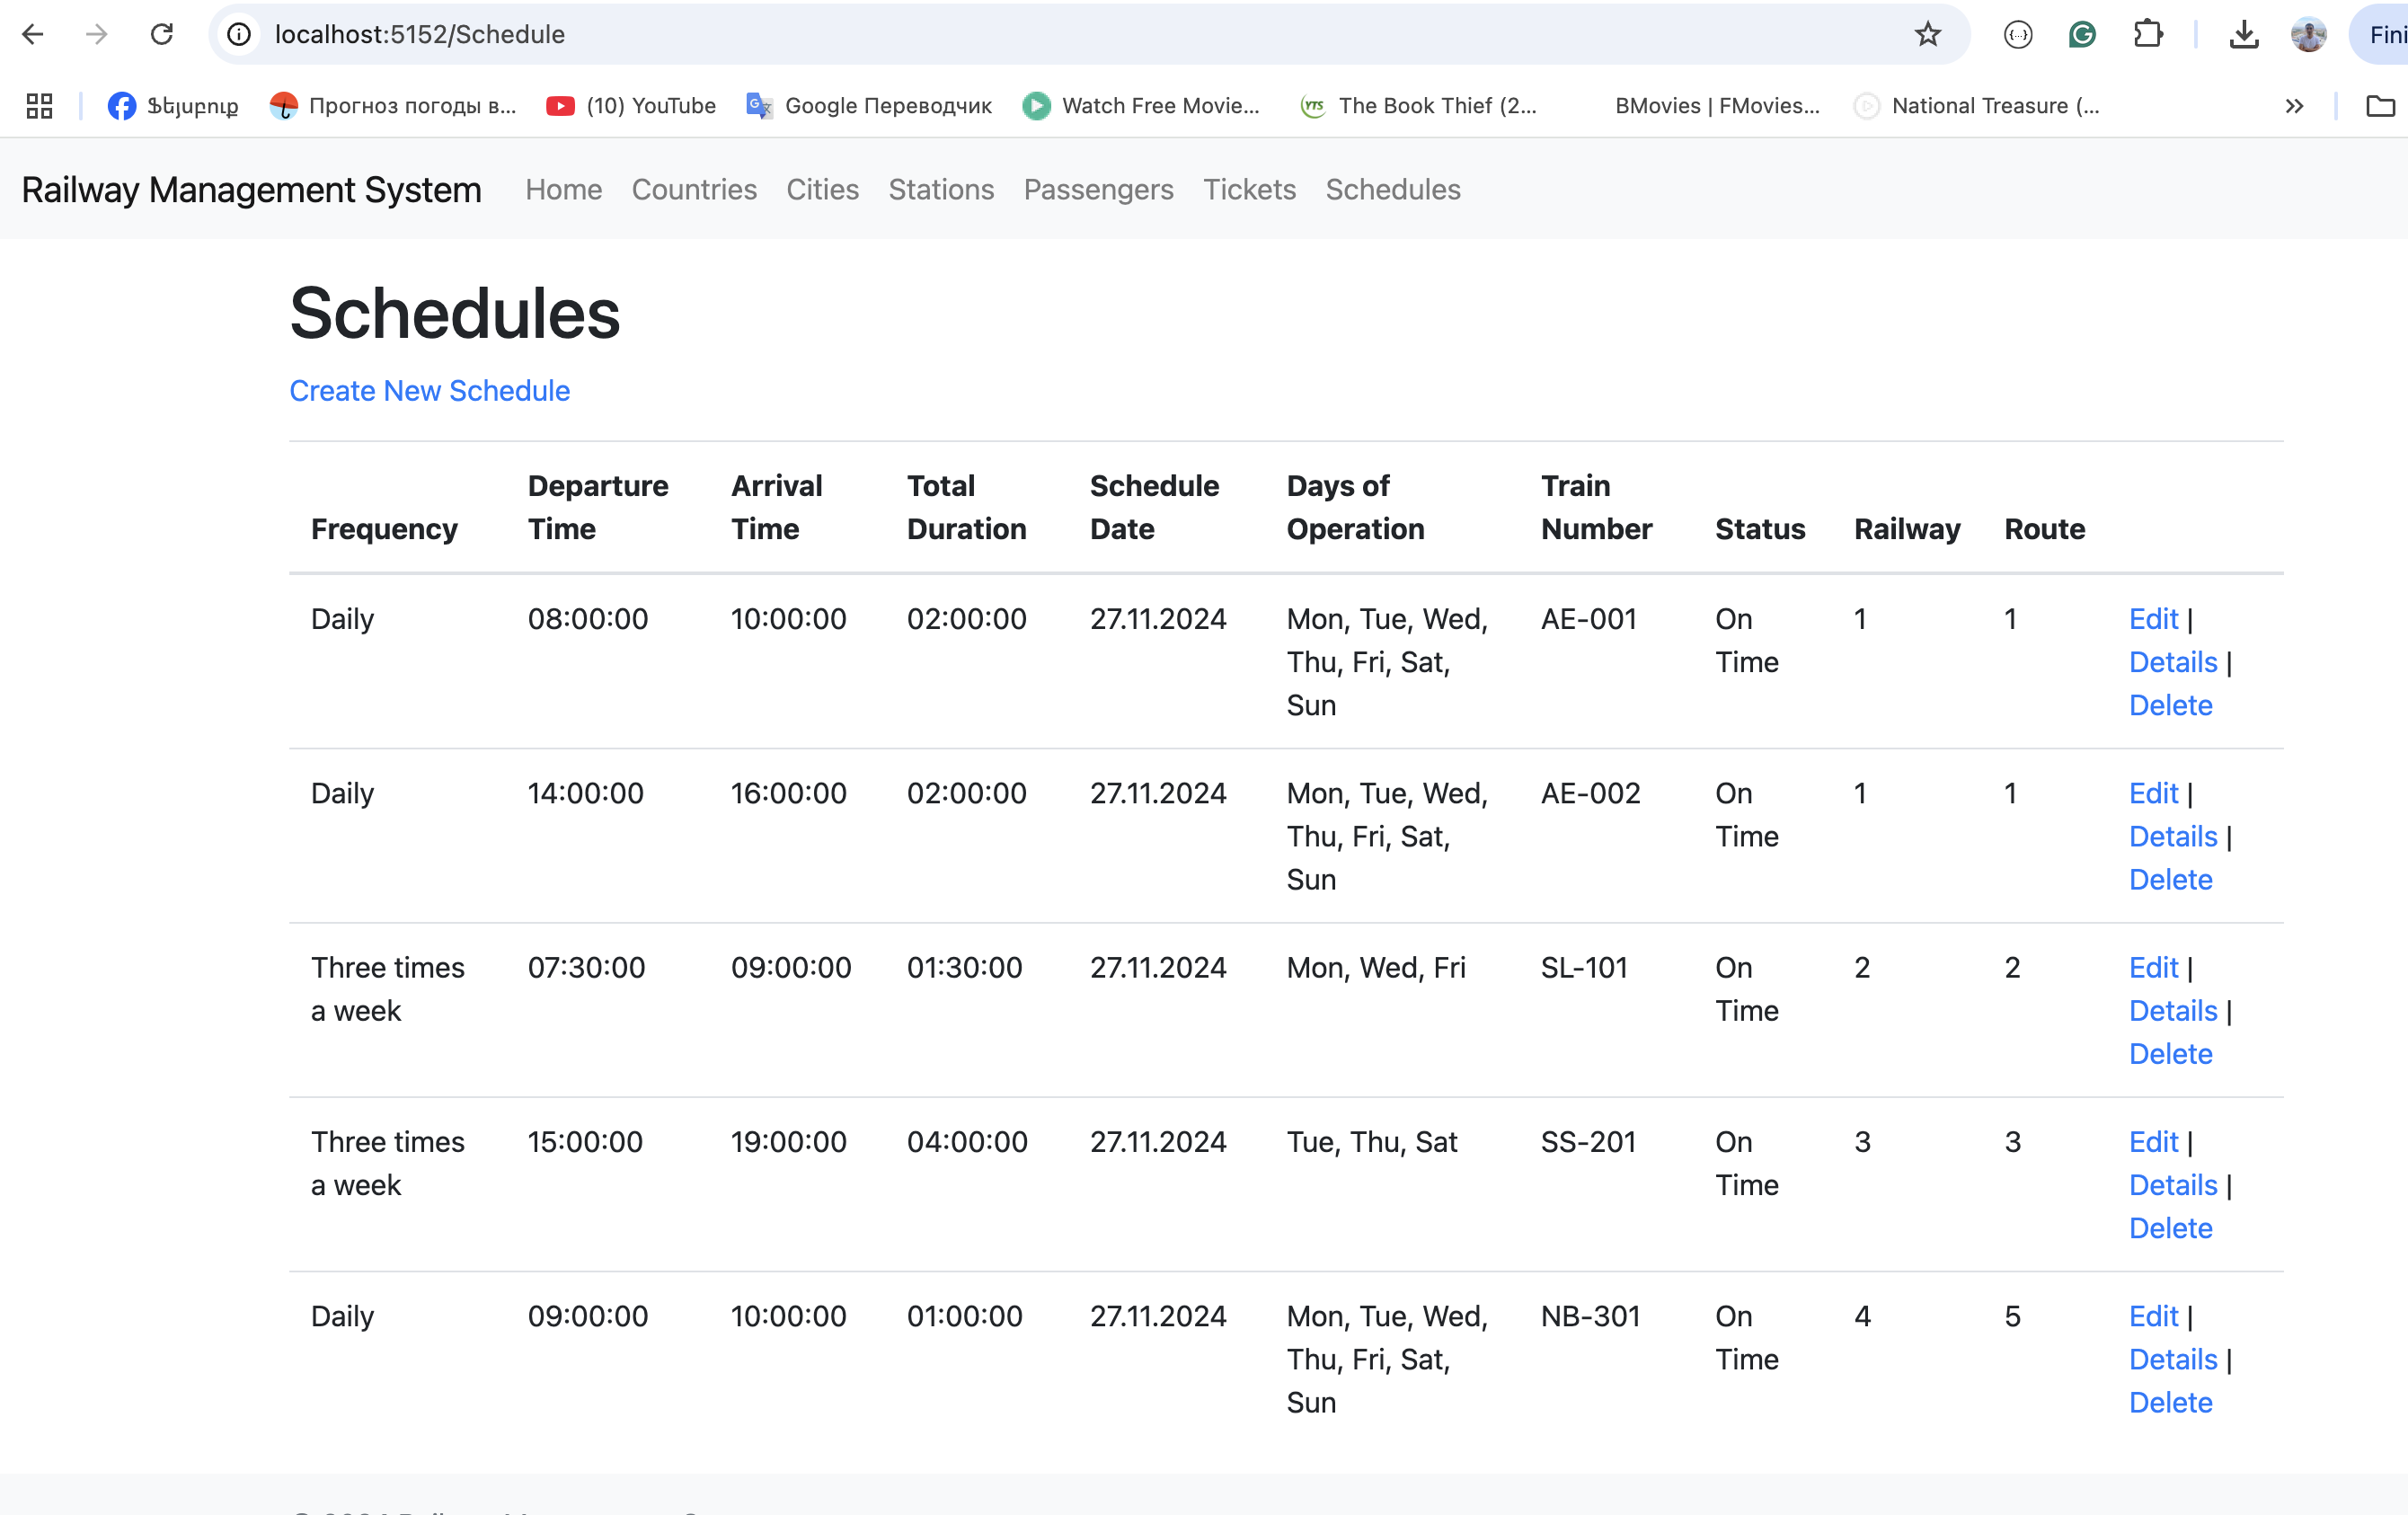 localhost:5152/Schedule
Fini
Ֆեյսբուք
Прогноз погоды в...
(10) YouTube
Google Переводчик
Watch Free Movie...
YTS
The Book Thief (2...
BMovies | FMovies...
National Treasure (...
Railway Management System
Home
Countries
Cities
Stations
Passengers
Tickets
Schedules
Schedules
Create New Schedule
Frequency Departure Time Arrival Time Total Duration Schedule Date Days of Operation Train Number Status Railway Route
Daily 08:00:00 10:00:00 02:00:00 27.11.2024 Mon, Tue, Wed, AE-001 On 1 1 Edit |
Thu, Fri, Sat, Time Details |
Sun Delete
Daily 14:00:00 16:00:00 02:00:00 27.11.2024 Mon, Tue, Wed, AE-002 On 1 1 Edit |
Thu, Fri, Sat, Time Details |
Sun Delete
Three times 07:30:00 09:00:00 01:30:00 27.11.2024 Mon, Wed, Fri SL-101 On 2 2 Edit |
a week Time Details |
Delete
Three times 15:00:00 19:00:00 04:00:00 27.11.2024 Tue, Thu, Sat SS-201 On 3 3 Edit |
a week Time Details |
Delete
Daily 09:00:00 10:00:00 01:00:00 27.11.2024 Mon, Tue, Wed, NB-301 On 4 5 Edit |
Thu, Fri, Sat, Time Details |
Sun Delete